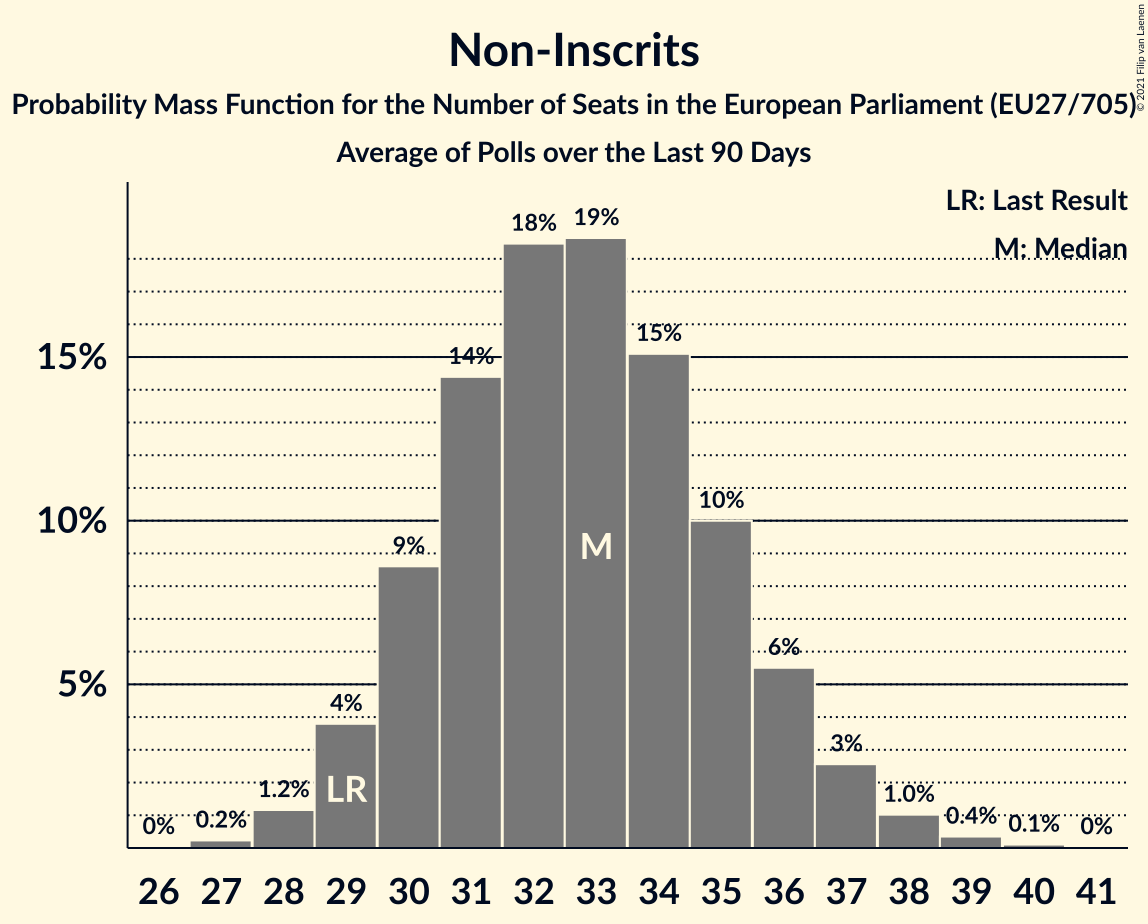 Non-Inscrits
Probability Mass Function for the Number of Seats in the European Parliament (EU27/705)
Average of Polls over the Last 90 Days
© 2021 Filip van Laenen
LR: Last Result
M: Median
15%
10%
5%
0%
0.2%
1.2%
4%
9%
14%
18%
19%
15%
10%
6%
3%
1.0%
0.4%
0.1%
0%
LR
M
26 27 28 29 30 31 32 33 34 35 36 37 38 39 40 41